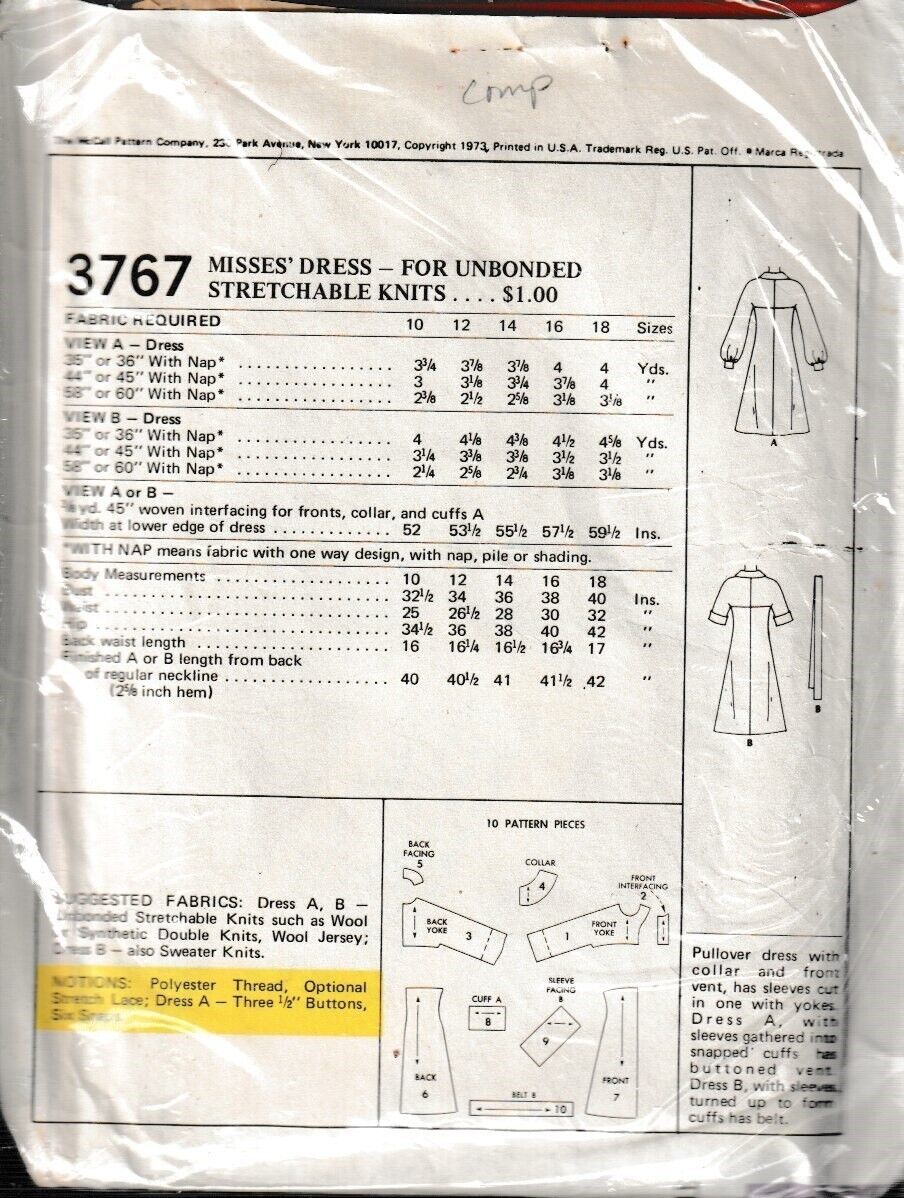 comp
The McCall Pattern Company, 230 Park Avenue, New York 10017, Copyright 1973, Printed in U.S.A. Trademark Reg. U.S. Pat. Off. • Marca Registrada
3767 MISSES' DRESS – FOR UNBONDED
STRETCHABLE KNITS .... $1.00
FABRIC REQUIRED 10 12 14 16 18 Sizes
VIEW A – Dress
35" or 36" With Nap* .................. 3¾ 3⅞ 3⅞ 4 4 Yds.
44" or 45" With Nap* .................. 3 3⅛ 3¾ 3⅞ 4 "
58" or 60" With Nap* .................. 2⅜ 2½ 2⅝ 3⅛ 3⅛ "
VIEW B – Dress
35" or 36" With Nap* .................. 4 4⅛ 4⅜ 4½ 4⅝ Yds.
44" or 45" With Nap* .................. 3¼ 3⅜ 3⅜ 3½ 3½ "
58" or 60" With Nap* .................. 2¼ 2⅝ 2¾ 3⅛ 3⅛ "
VIEW A or B –
yd. 45" woven interfacing for fronts, collar, and cuffs A
Width at lower edge of dress ............ 52 53½ 55½ 57½ 59½ Ins.
*WITH NAP means fabric with one way design, with nap, pile or shading.
Body Measurements .................... 10 12 14 16 18
Bust ................................ 32½ 34 36 38 40 Ins.
Waist ............................... 25 26½ 28 30 32 "
Hip ................................. 34½ 36 38 40 42 "
Back waist length ...................... 16 16¼ 16½ 16¾ 17 "
Finished A or B length from back
of regular neckline .................. 40 40½ 41 41½ 42 "
(2⅝ inch hem)
A
B
B
SUGGESTED FABRICS: Dress A, B –
Unbonded Stretchable Knits such as Wool
or Synthetic Double Knits, Wool Jersey;
Dress B – also Sweater Knits.
NOTIONS: Polyester Thread, Optional
Stretch Lace; Dress A – Three ½" Buttons,
Six Snaps.
10 PATTERN PIECES
BACK
FACING
5
COLLAR
4
FRONT
INTERFACING
2
BACK
YOKE 3
1 FRONT
YOKE
CUFF A
8
SLEEVE
FACING
B
9
BACK
6
FRONT
7
BELT B
10
Pullover dress with
collar and front
vent, has sleeves cut
in one with yokes.
Dress A, with
sleeves gathered into
snapped cuffs has
buttoned vent.
Dress B, with sleeves
turned up to form
cuffs has belt.